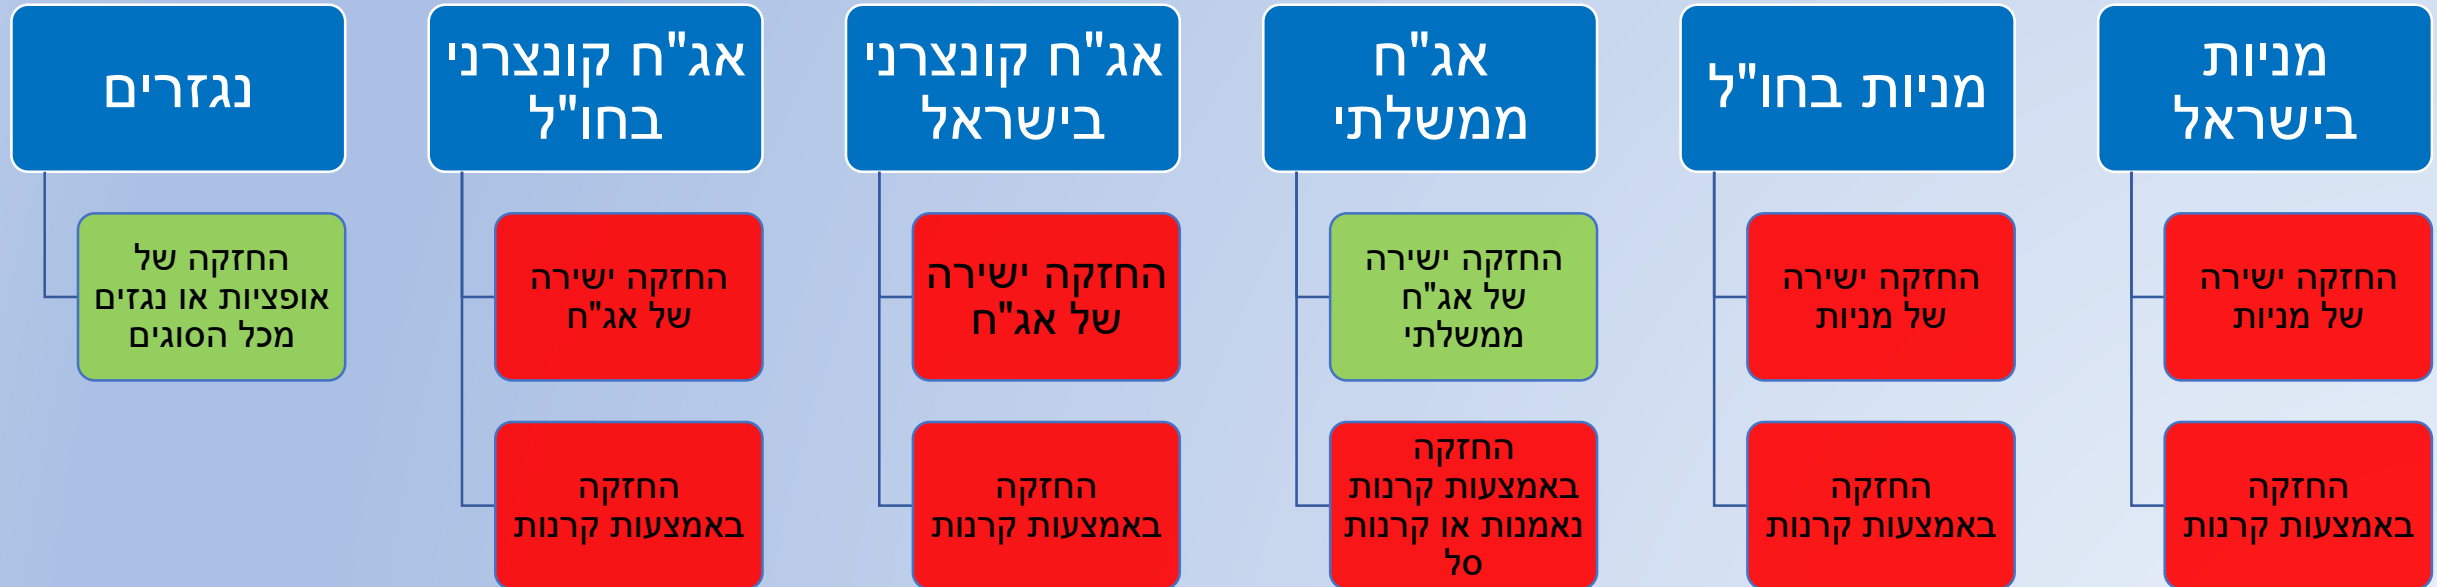 מניות
בישראל
החזקה ישירה
של מניות
החזקה
באמצעות קרנות
מניות בחו"ל
החזקה ישירה
של מניות
החזקה
באמצעות קרנות
אג"ח
ממשלתי
החזקה ישירה
של אג"ח
ממשלתי
החזקה
באמצעות קרנות
נאמנות או קרנות
סל
אג"ח קונצרני
בישראל
החזקה ישירה
של אג"ח
החזקה
באמצעות קרנות
אג"ח קונצרני
בחו"ל
החזקה ישירה
של אג"ח
החזקה
באמצעות קרנות
נגזרים
החזקה של
אופציות או נגזים
מכל הסוגים